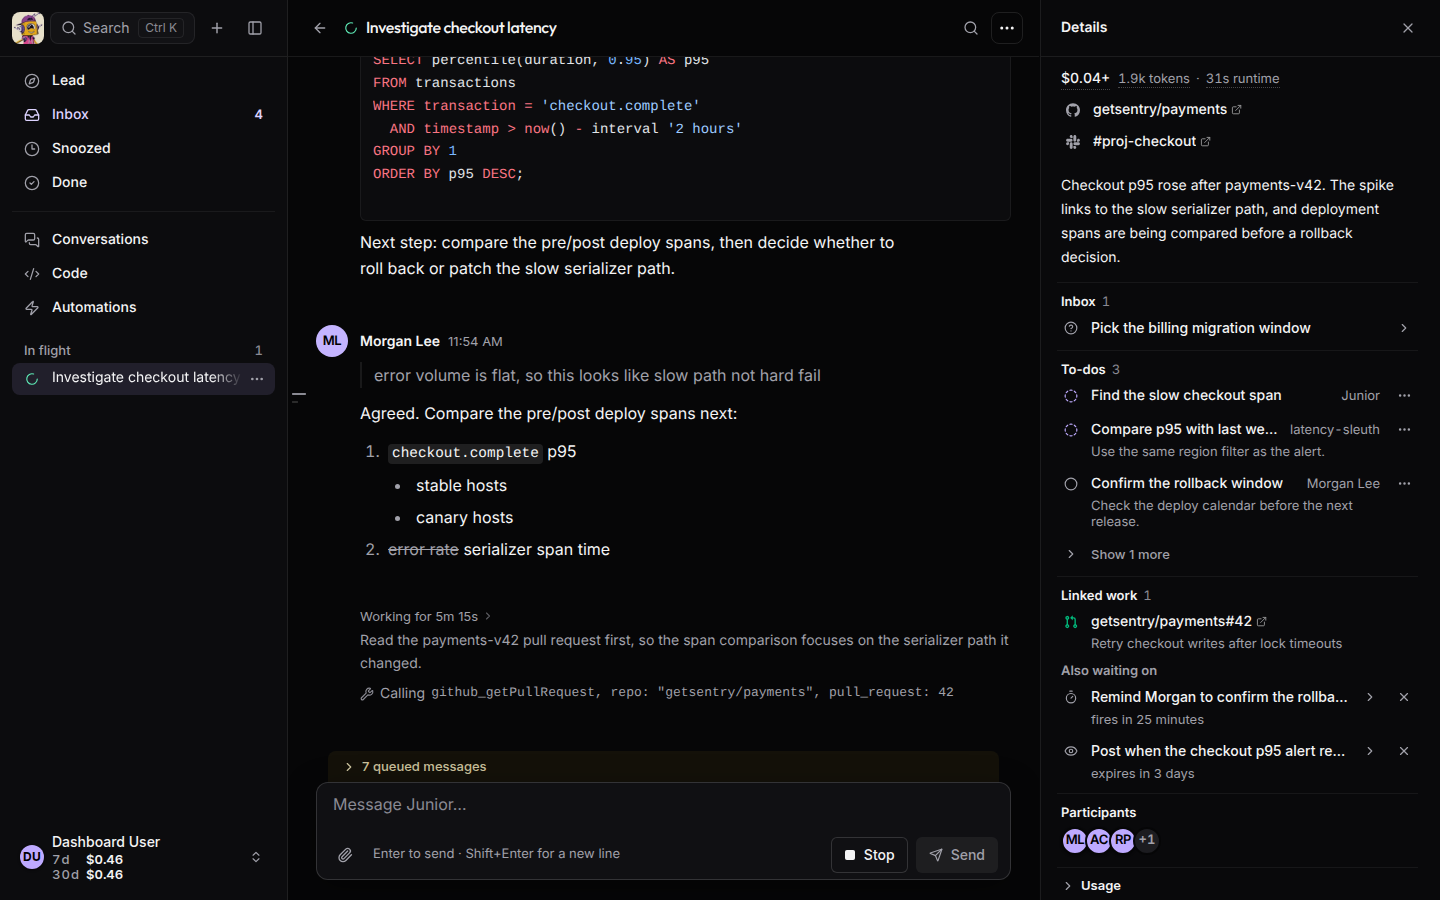 Search Ctrl K
Lead
Inbox 4
Snoozed
Done
Conversations
Code
Automations
In flight 1
Investigate checkout latency
DU Dashboard User
7d $0.46
30d $0.46
Investigate checkout latency
SELECT percentile(duration, 0.95) AS p95
FROM transactions
WHERE transaction = 'checkout.complete'
AND timestamp > now() - interval '2 hours'
GROUP BY 1
ORDER BY p95 DESC;
Next step: compare the pre/post deploy spans, then decide whether to
roll back or patch the slow serializer path.
ML Morgan Lee 11:54 AM
error volume is flat, so this looks like slow path not hard fail
Agreed. Compare the pre/post deploy spans next:
1. checkout.complete p95
• stable hosts
• canary hosts
2. error rate serializer span time
Working for 5m 15s
Read the payments-v42 pull request first, so the span comparison focuses on the serializer path it
changed.
Calling github_getPullRequest, repo: "getsentry/payments", pull_request: 42
7 queued messages
Message Junior...
Enter to send · Shift+Enter for a new line
Stop
Send
Details
$0.04+ 1.9k tokens · 31s runtime
getsentry/payments
#proj-checkout
Checkout p95 rose after payments-v42. The spike
links to the slow serializer path, and deployment
spans are being compared before a rollback
decision.
Inbox 1
Pick the billing migration window
To-dos 3
Find the slow checkout span Junior
Compare p95 with last we... latency-sleuth
Use the same region filter as the alert.
Confirm the rollback window Morgan Lee
Check the deploy calendar before the next
release.
Show 1 more
Linked work 1
getsentry/payments#42
Retry checkout writes after lock timeouts
Also waiting on
Remind Morgan to confirm the rollba...
fires in 25 minutes
Post when the checkout p95 alert re...
expires in 3 days
Participants
ML AC RP +1
Usage